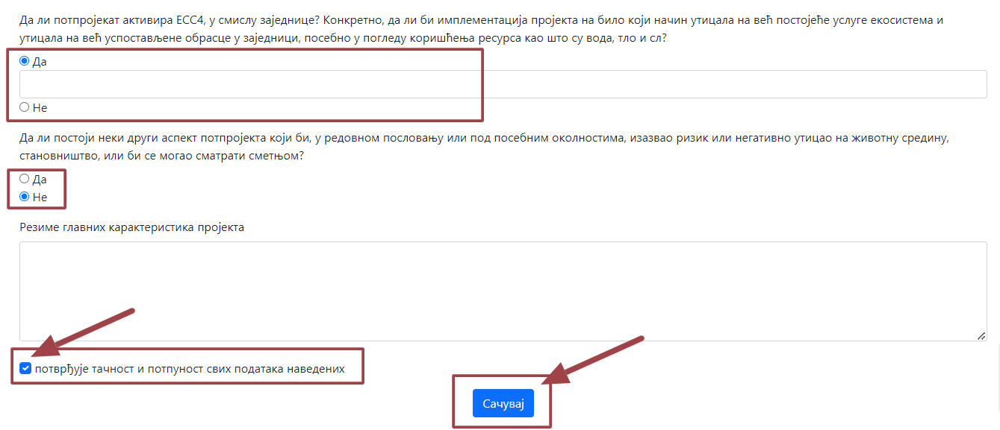 Да ли потпројекат активира ЕСС4, у смислу заједнице? Конкретно, да ли би имплементација пројекта на било који начин утицала на већ постојеће услуге екосистема и
утицала на већ успостављене обрасце у заједници, посебно у погледу коришћења ресурса као што су вода, тло и сл?
Да
Не
Да ли постоји неки други аспект потпројекта који би, у редовном пословању или под посебним околностима, изазвао ризик или негативно утицао на животну средину,
становништво, или би се могао сматрати сметњом?
Да
Не
Резиме главних карактеристика пројекта
потврђује тачност и потпуност свих података наведених
Сачувај